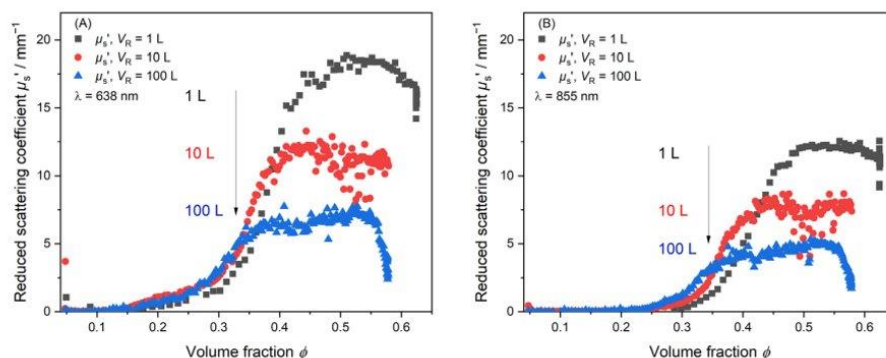 (A)
μs', VR = 1 L
μs', VR = 10 L
μs', VR = 100 L
λ = 638 nm
1 L
10 L
100 L
20
15
10
5
0
0.1 0.2 0.3 0.4 0.5 0.6
Reduced scattering coefficient μs' / mm⁻¹
Volume fraction ϕ
(B)
μs', VR = 1 L
μs', VR = 10 L
μs', VR = 100 L
λ = 855 nm
1 L
10 L
100 L
20
15
10
5
0
0.1 0.2 0.3 0.4 0.5 0.6
Reduced scattering coefficient μs' / mm⁻¹
Volume fraction ϕ